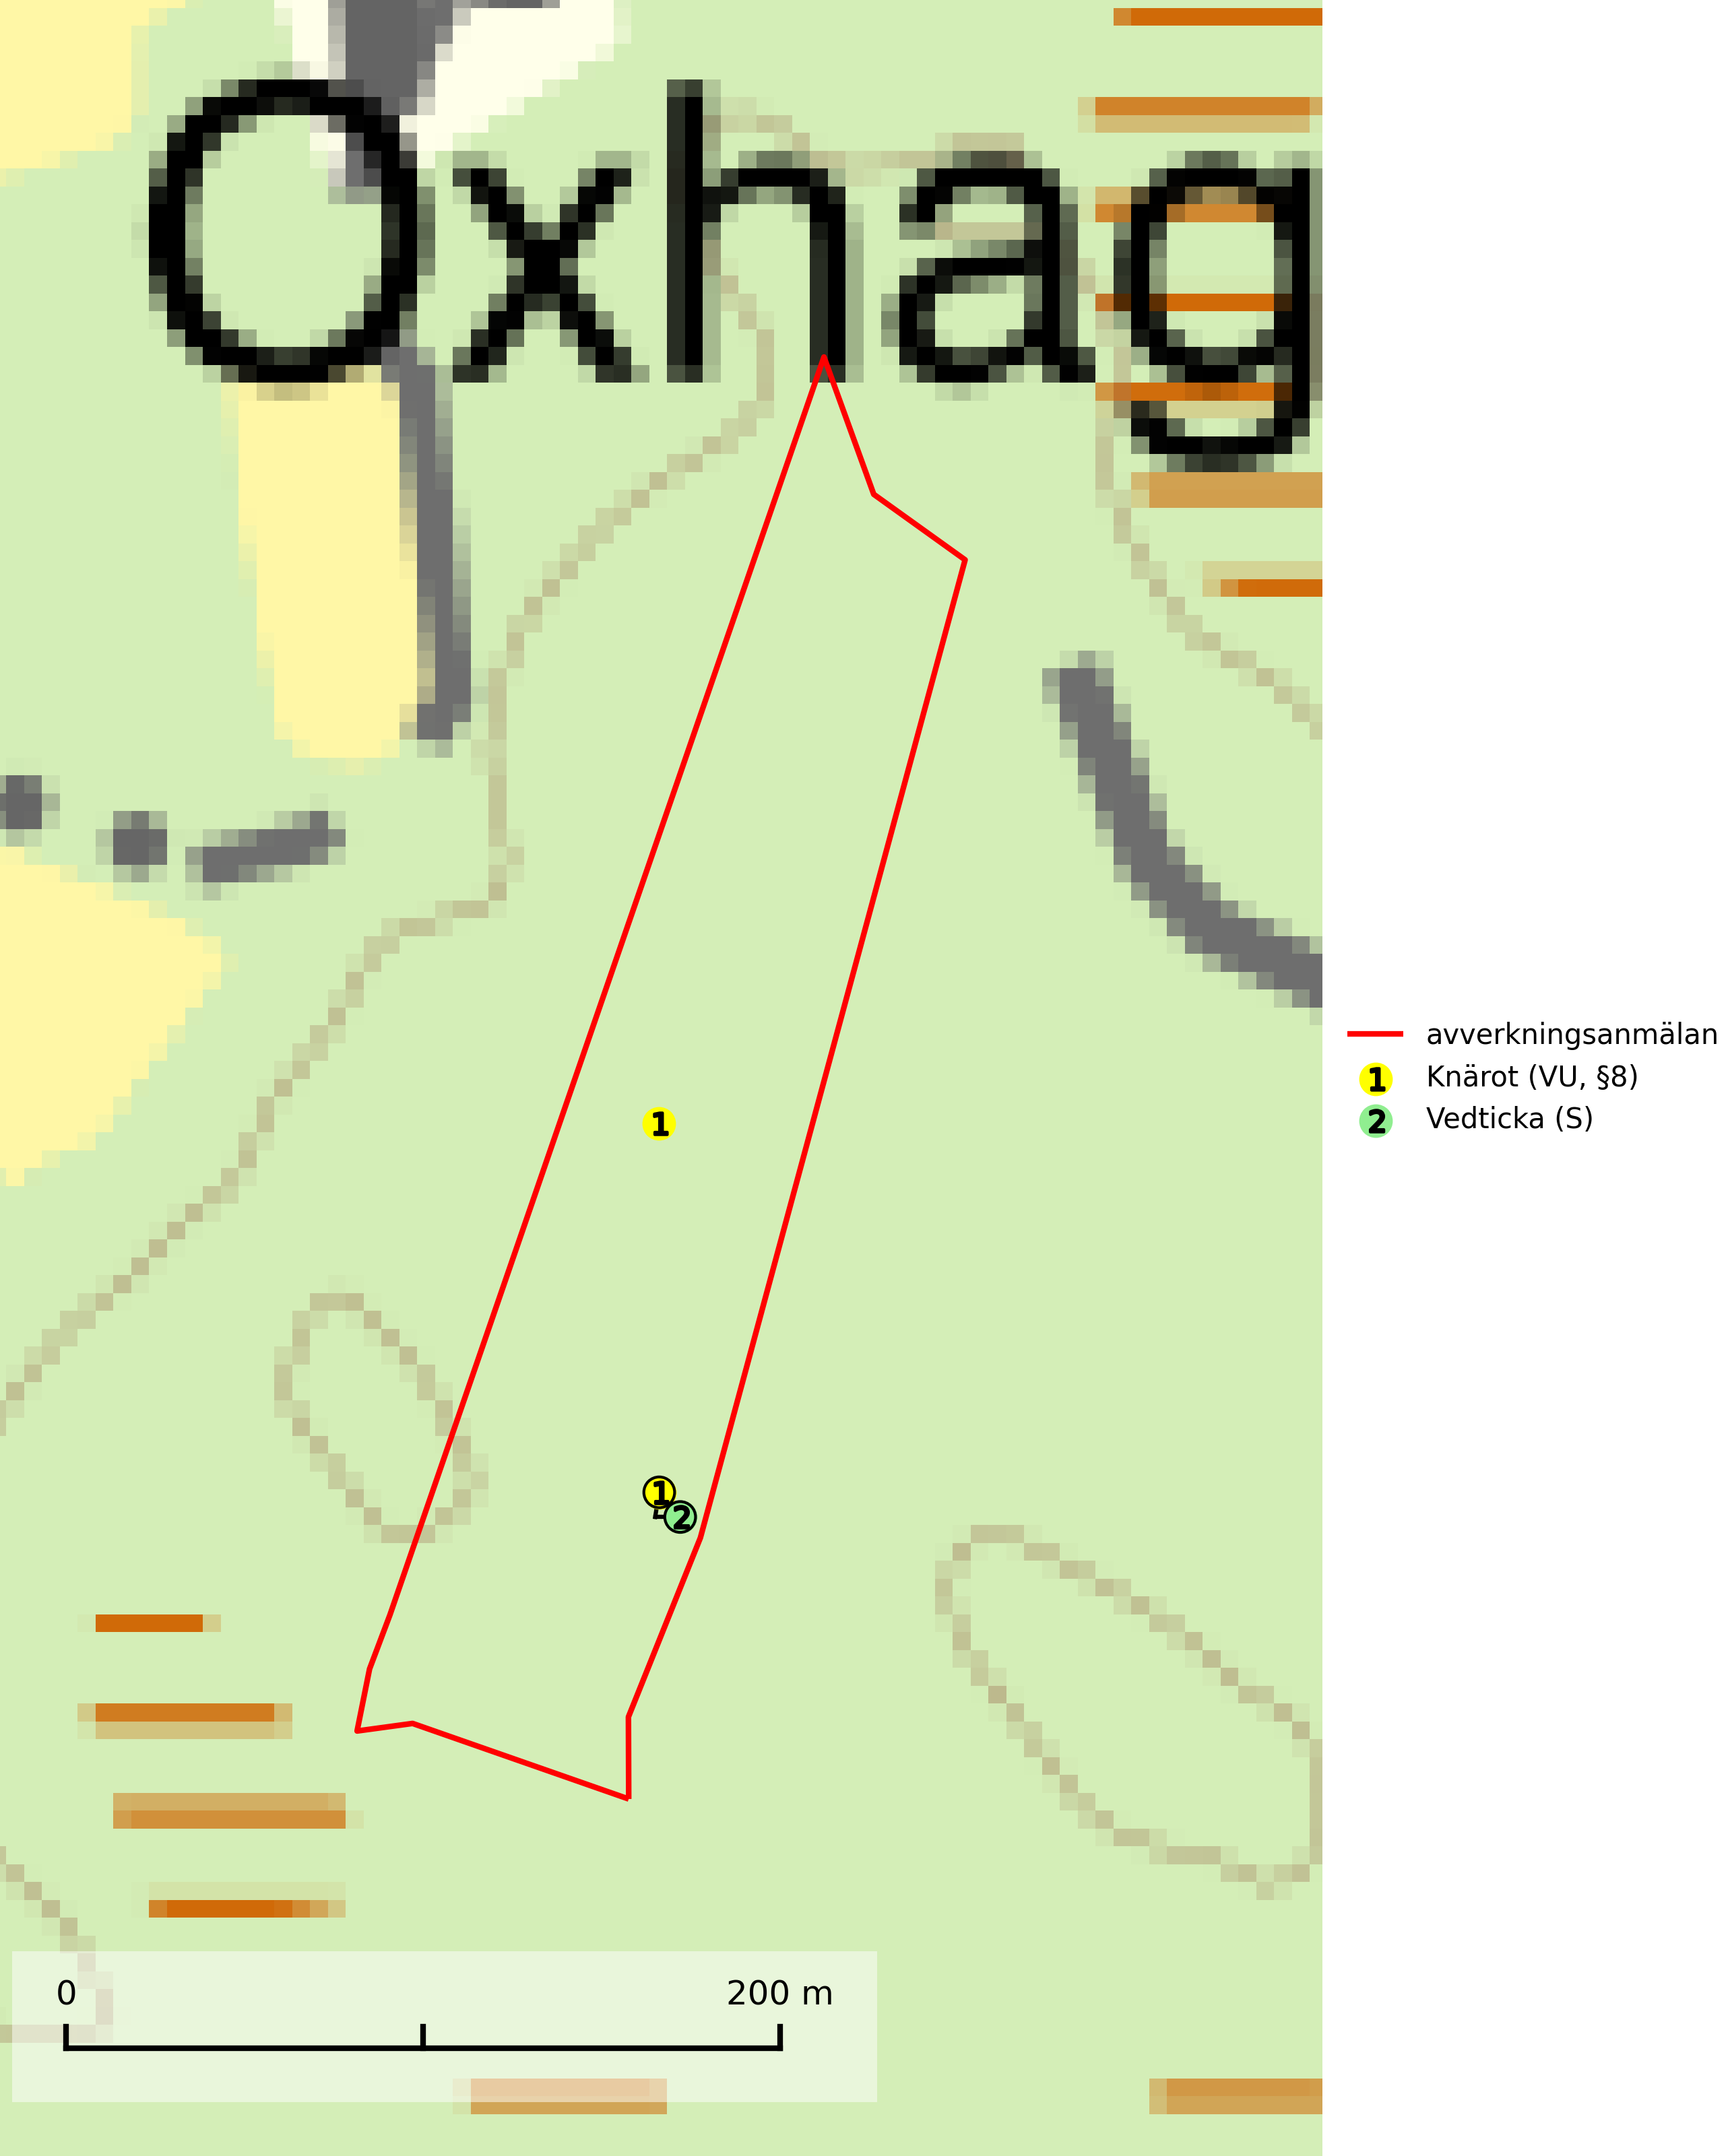 Oxhag
1
1
2
avverkningsanmälan
1 Knärot (VU, §8)
2 Vedticka (S)
0 200 m